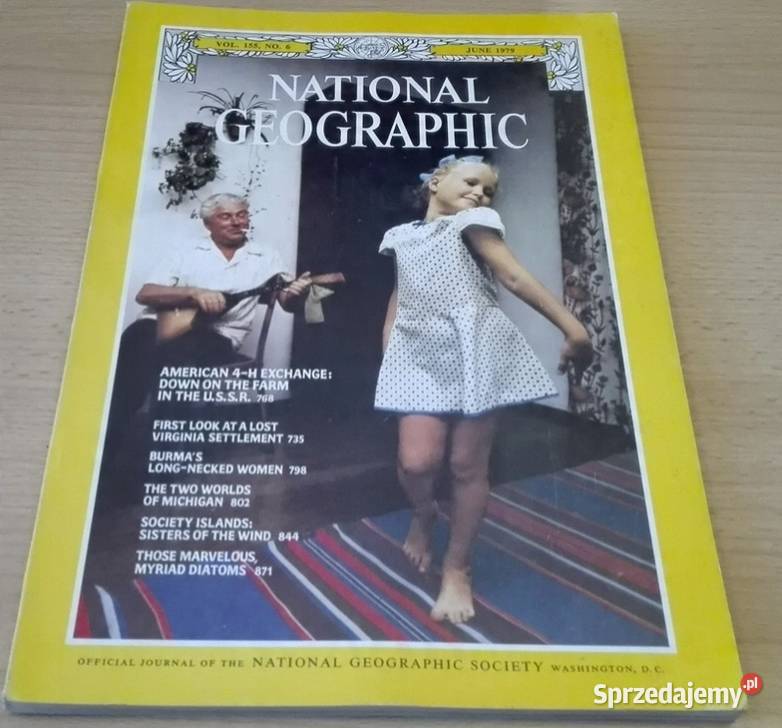 VOL. 155, NO. 6
JUNE 1979
NATIONAL
GEOGRAPHIC
AMERICAN 4-H EXCHANGE:
DOWN ON THE FARM
IN THE U.S.S.R. 768
FIRST LOOK AT A LOST
VIRGINIA SETTLEMENT 735
BURMA'S
LONG-NECKED WOMEN 798
THE TWO WORLDS
OF MICHIGAN 802
SOCIETY ISLANDS:
SISTERS OF THE WIND 844
THOSE MARVELOUS,
MYRIAD DIATOMS 871
OFFICIAL JOURNAL OF THE NATIONAL GEOGRAPHIC SOCIETY WASHINGTON, D.C.
Sprzedajemy.pl